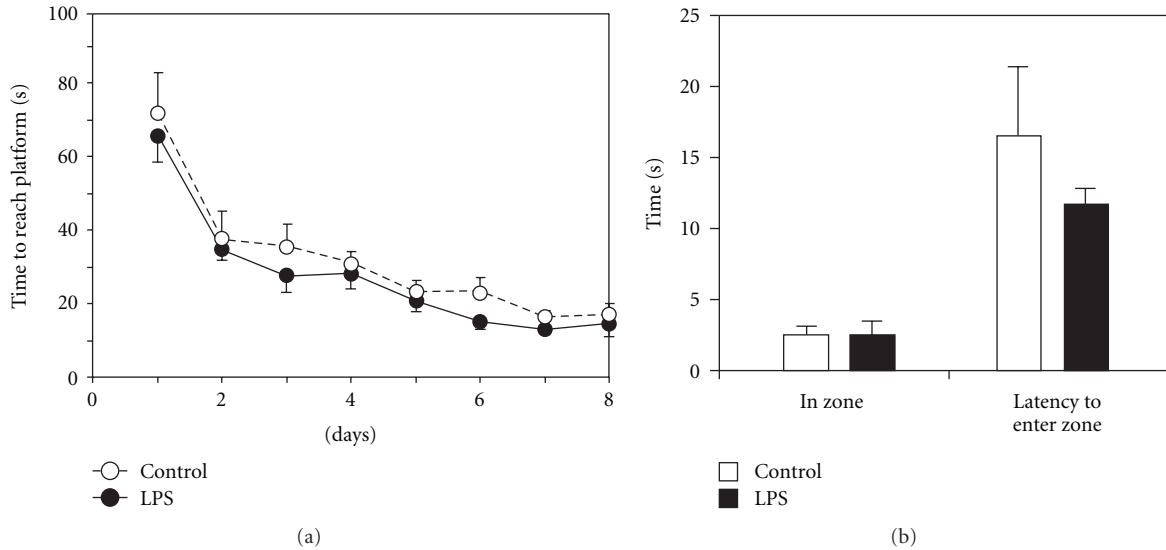 100
80
60
40
20
0
Time to reach platform (s)
0 2 4 6 8
(days)
Control
LPS
(a)
25
20
15
10
5
0
Time (s)
In zone
Latency to
enter zone
Control
LPS
(b)